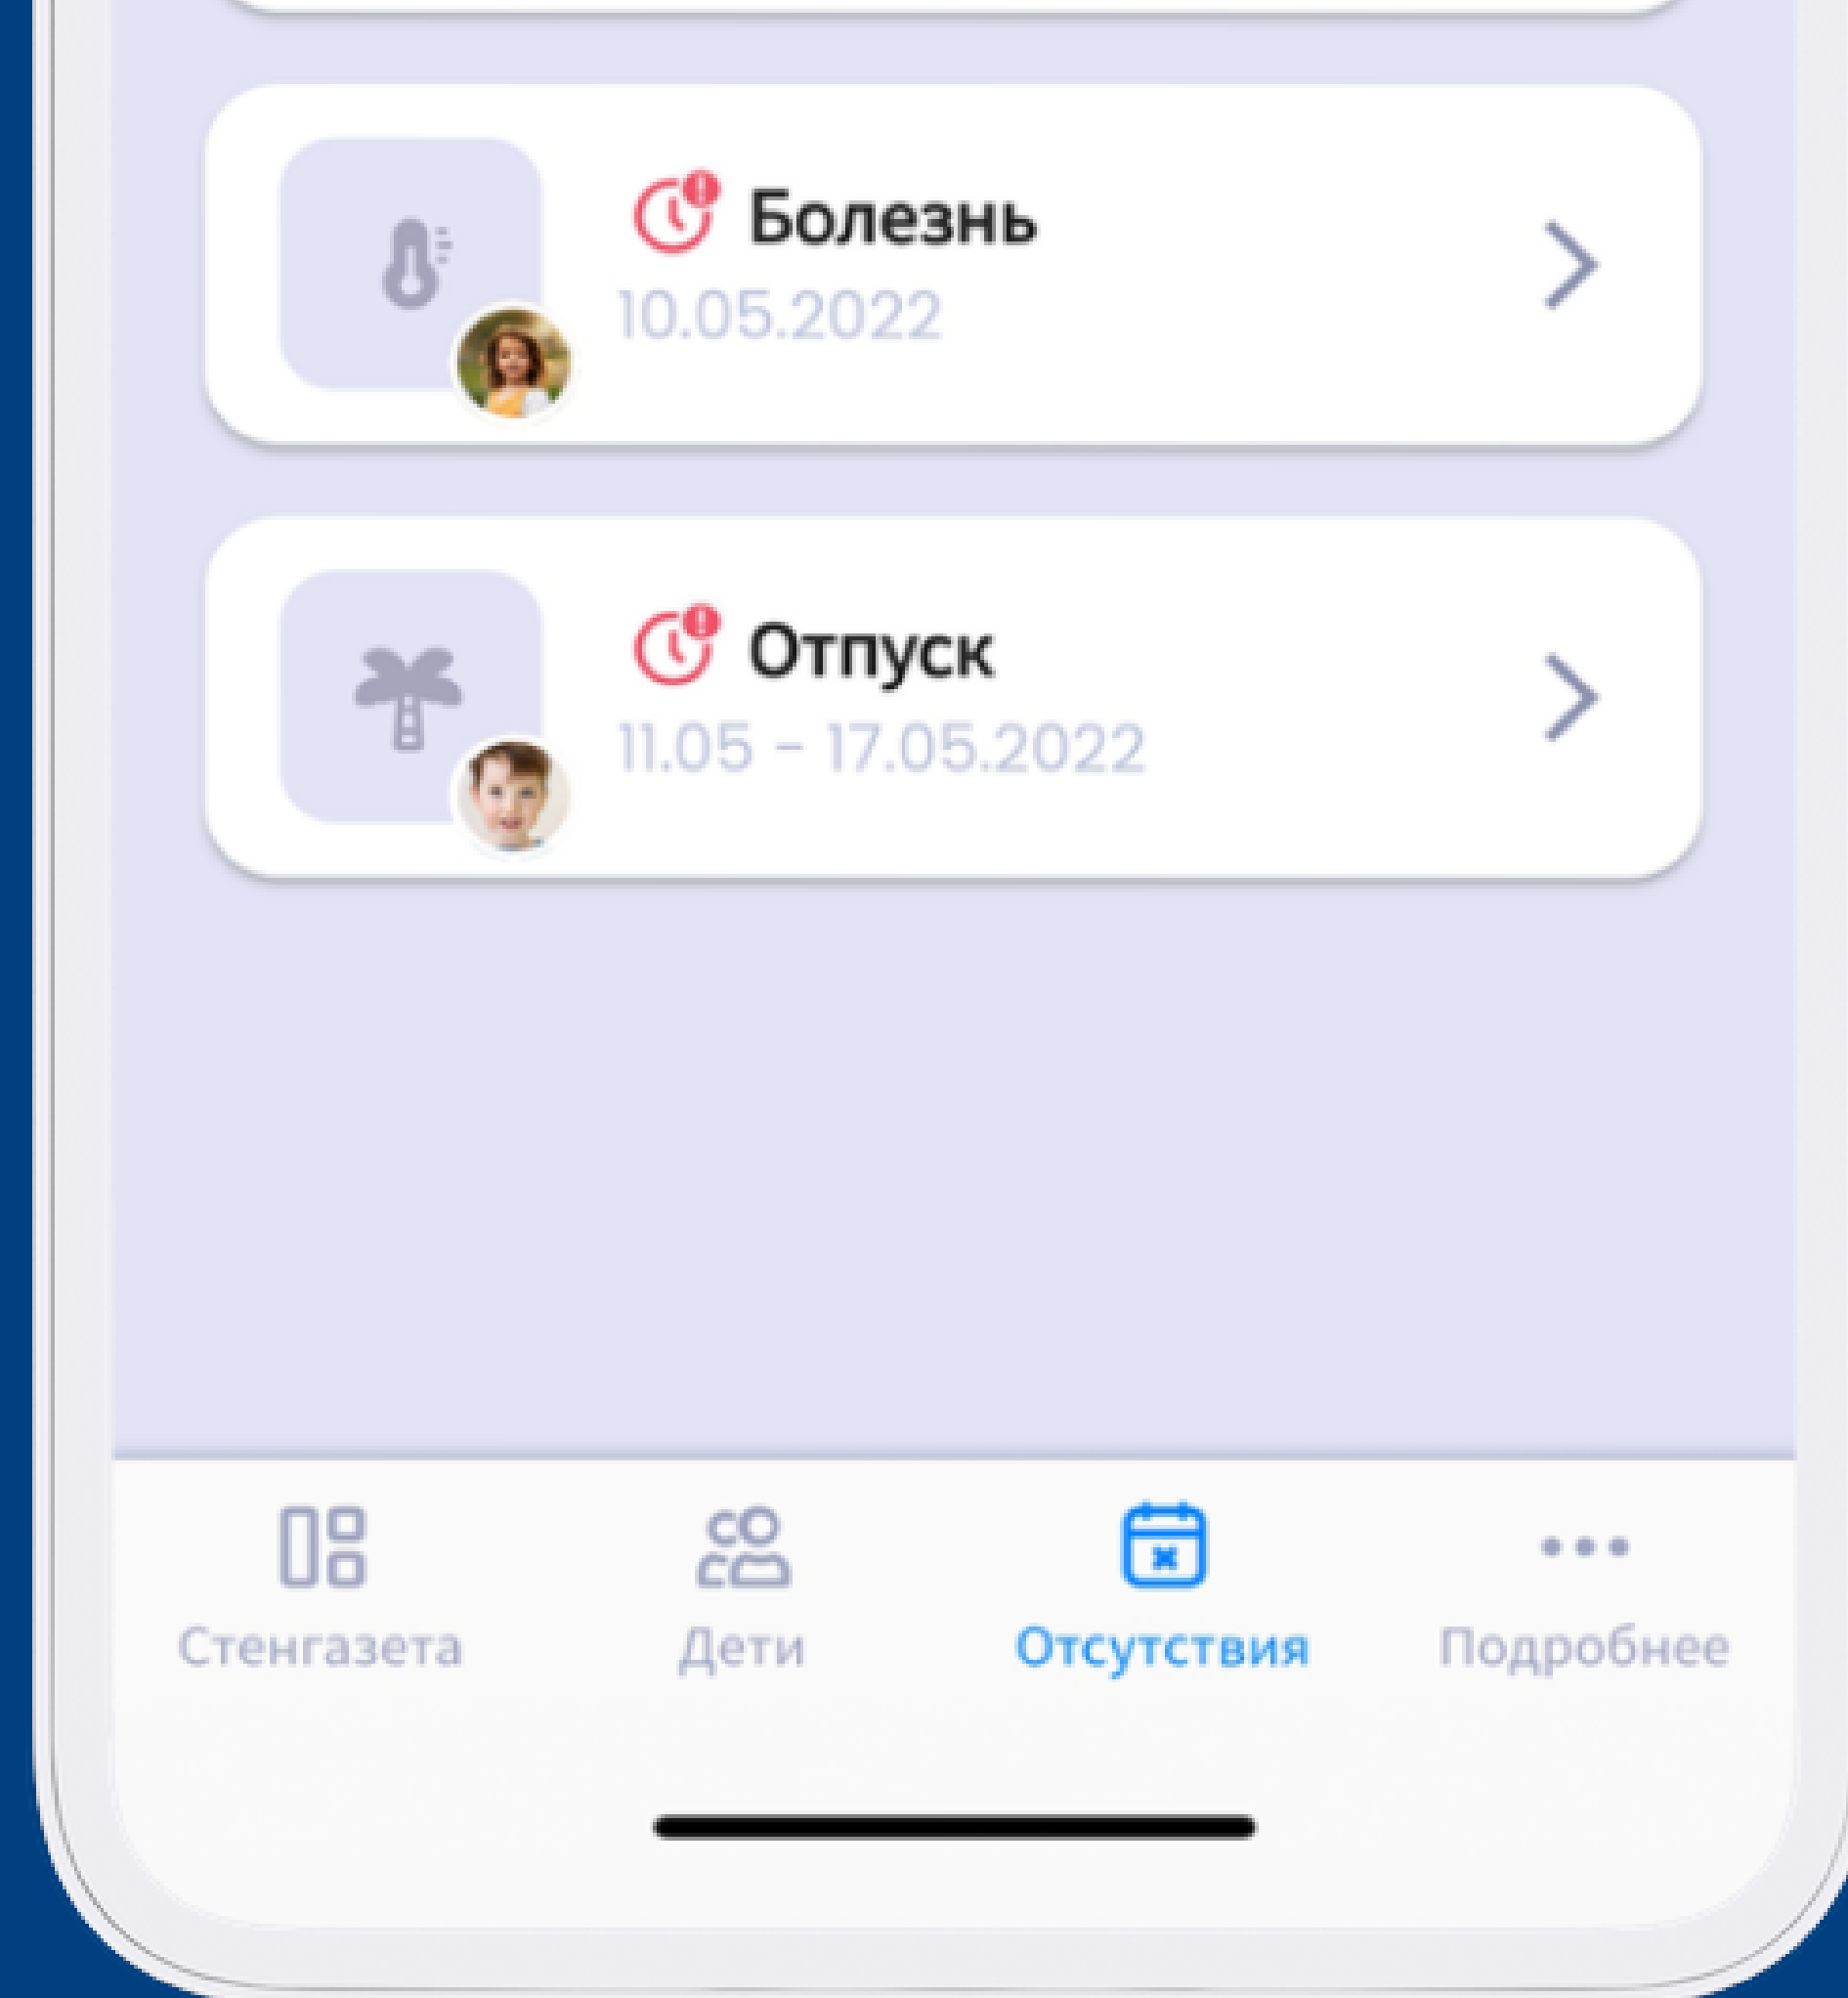 Болезнь
10.05.2022
Отпуск
11.05 - 17.05.2022
Стенгазета
Дети
Отсутствия
Подробнее